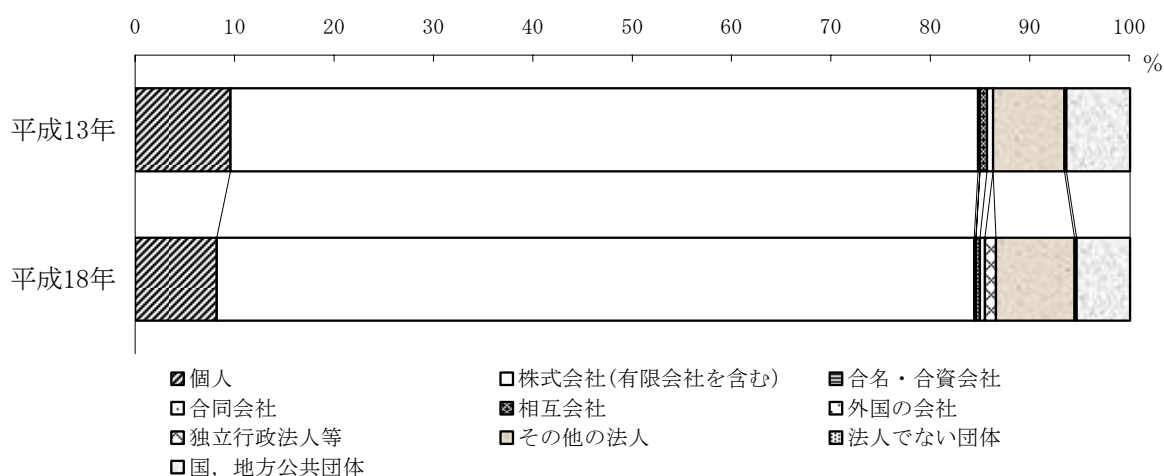 0 10 20 30 40 50 60 70 80 90 100
%
平成13年
平成18年
個人 株式会社(有限会社を含む) 合名・合資会社
合同会社 相互会社 外国の会社
独立行政法人等 その他の法人 法人でない団体
国，地方公共団体